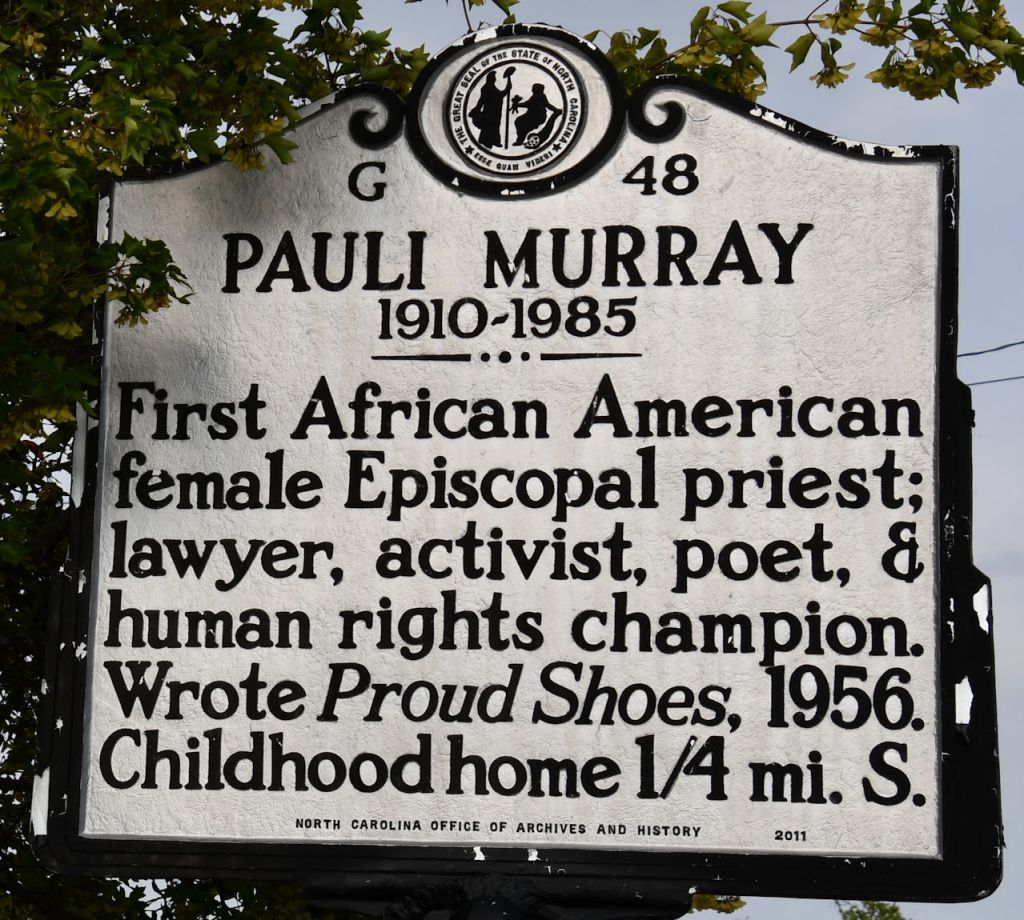 THE GREAT SEAL OF THE STATE OF NORTH CAROLINA
ESSE QUAM VIDERI
G 48
PAULI MURRAY
1910-1985
First African American
female Episcopal priest;
lawyer, activist, poet, &
human rights champion.
Wrote Proud Shoes, 1956.
Childhood home 1/4 mi. S.
NORTH CAROLINA OFFICE OF ARCHIVES AND HISTORY 2011